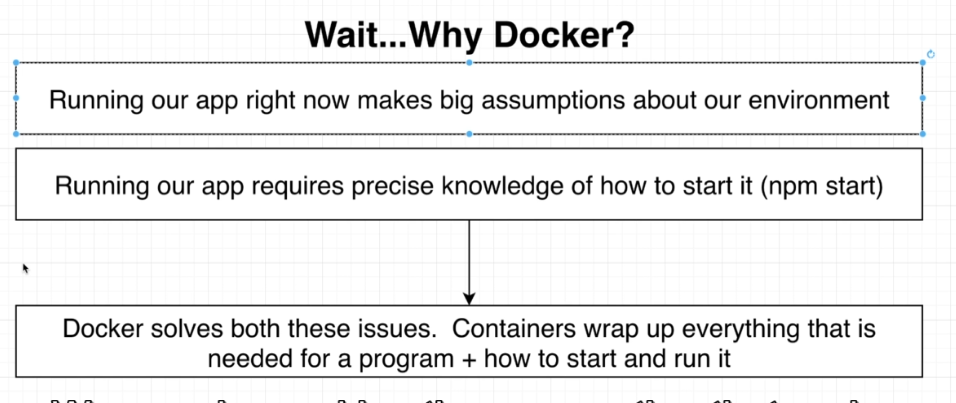 Wait...Why Docker?
Running our app right now makes big assumptions about our environment
Running our app requires precise knowledge of how to start it (npm start)
Docker solves both these issues.  Containers wrap up everything that is
needed for a program + how to start and run it